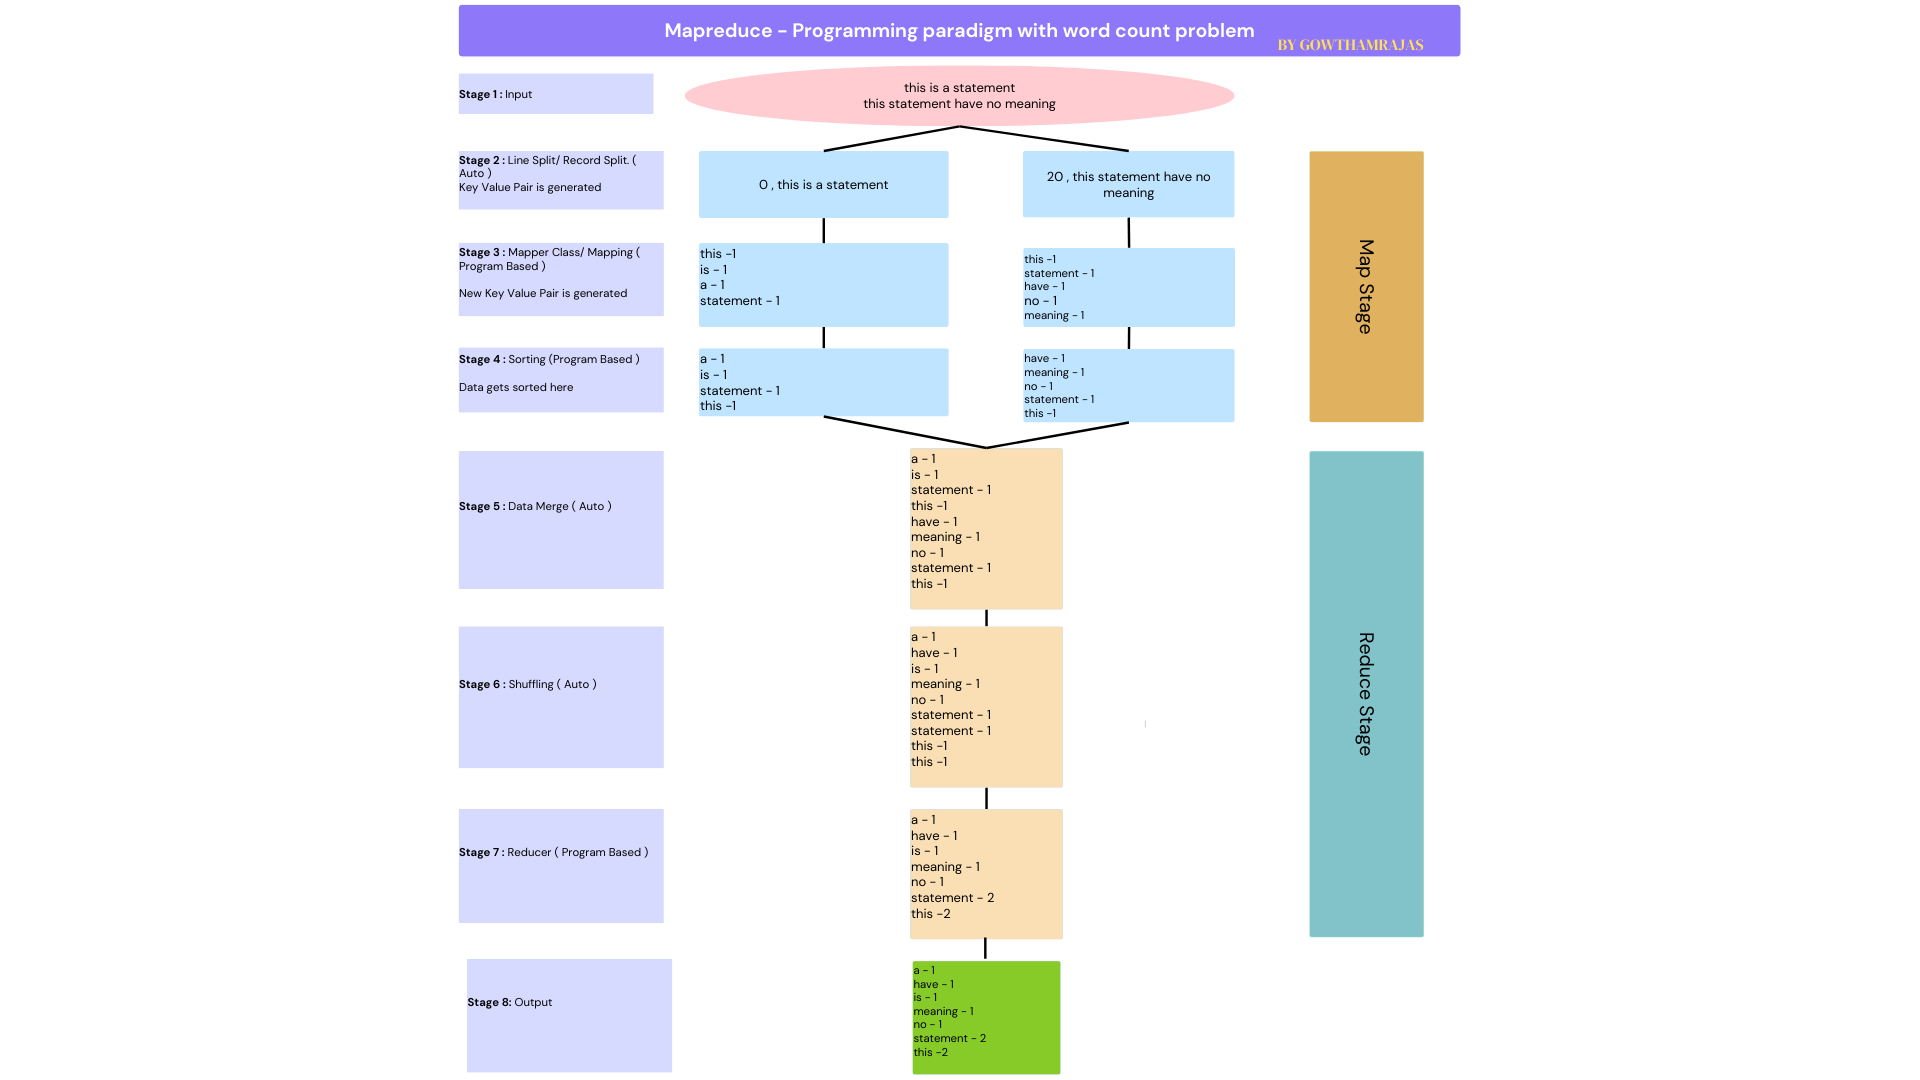 Mapreduce - Programming paradigm with word count problem
BY GOWTHAMRAJAS
Stage 1 : Input
this is a statement
this statement have no meaning
Stage 2 : Line Split/ Record Split. (
Auto )
Key Value Pair is generated
0 , this is a statement
20 , this statement have no
meaning
Stage 3 : Mapper Class/ Mapping (
Program Based )
New Key Value Pair is generated
this -1
is - 1
a - 1
statement - 1
this -1
statement - 1
have - 1
no - 1
meaning - 1
Map Stage
Stage 4 : Sorting (Program Based )
Data gets sorted here
a - 1
is - 1
statement - 1
this -1
have - 1
meaning - 1
no - 1
statement - 1
this -1
Stage 5 : Data Merge ( Auto )
a - 1
is - 1
statement - 1
this -1
have - 1
meaning - 1
no - 1
statement - 1
this -1
Stage 6 : Shuffling ( Auto )
a - 1
have - 1
is - 1
meaning - 1
no - 1
statement - 1
statement - 1
this -1
this -1
Reduce Stage
Stage 7 : Reducer ( Program Based )
a - 1
have - 1
is - 1
meaning - 1
no - 1
statement - 2
this -2
Stage 8: Output
a - 1
have - 1
is - 1
meaning - 1
no - 1
statement - 2
this -2